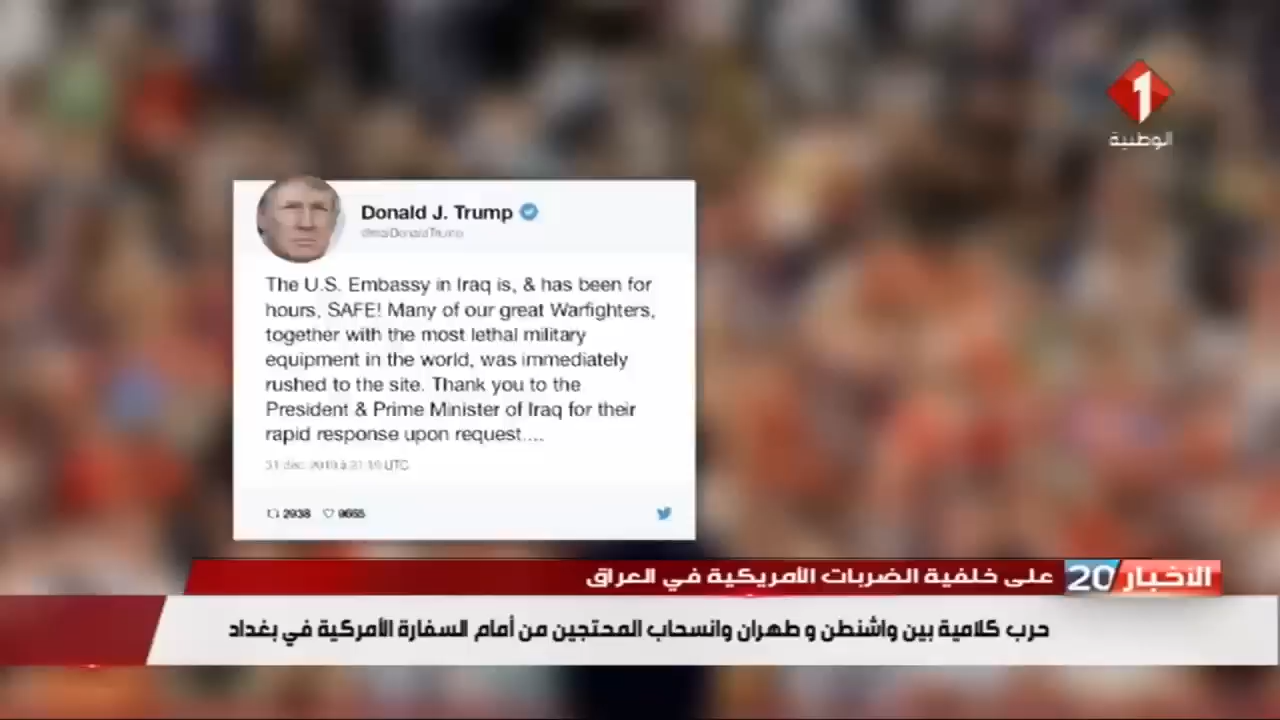 1
الوطنية
Donald J. Trump
@realDonaldTrump
The U.S. Embassy in Iraq is, & has been for
hours, SAFE! Many of our great Warfighters,
together with the most lethal military
equipment in the world, was immediately
rushed to the site. Thank you to the
President & Prime Minister of Iraq for their
rapid response upon request....
2938 9665
الأخبار 20 على خلفية الضربات الأمريكية في العراق
حرب كلامية بين واشنطن و طهران وانسحاب المحتجين من أمام السفارة الأمركية في بغداد